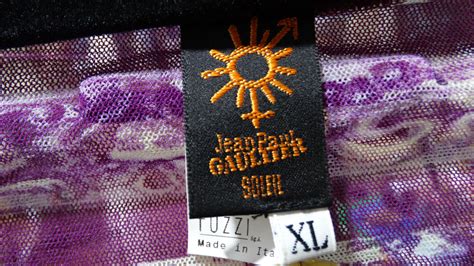 Jean Paul
GAULTIER
SOLEIL
FUZZI
Made in Ita
XL